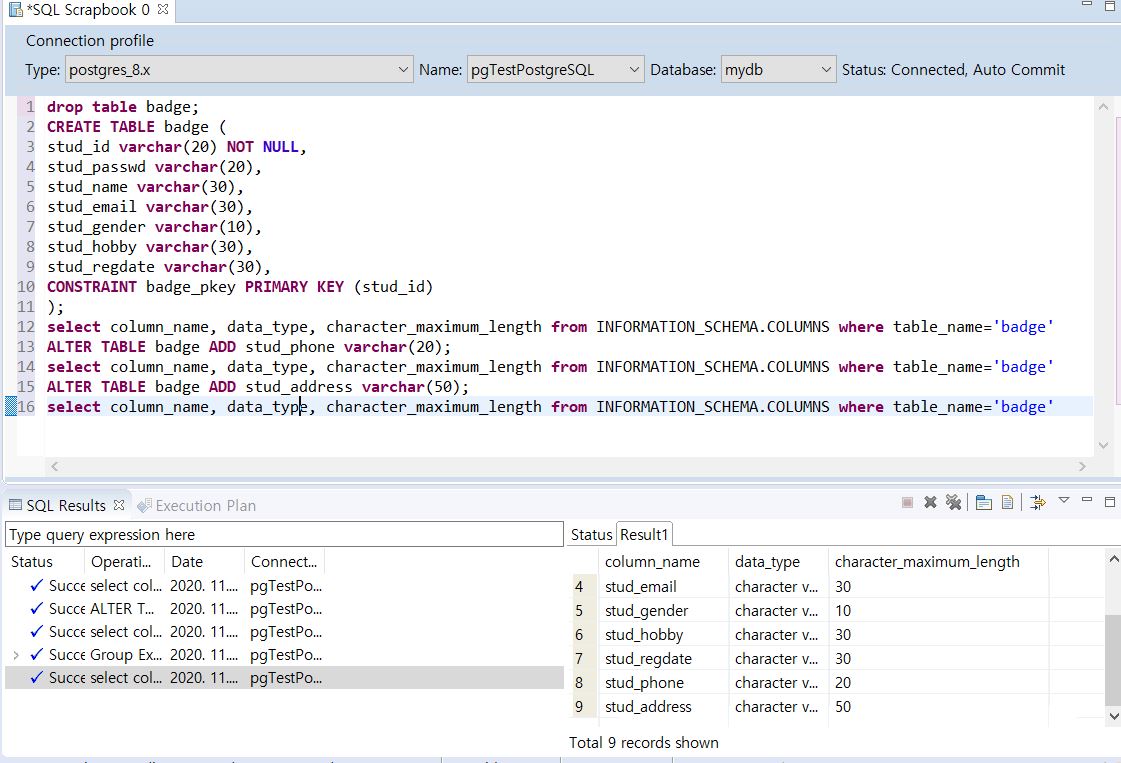 *SQL Scrapbook 0
Connection profile
Type: postgres_8.x Name: pgTestPostgreSQL Database: mydb Status: Connected, Auto Commit
1 drop table badge;
2 CREATE TABLE badge (
3 stud_id varchar(20) NOT NULL,
4 stud_passwd varchar(20),
5 stud_name varchar(30),
6 stud_email varchar(30),
7 stud_gender varchar(10),
8 stud_hobby varchar(30),
9 stud_regdate varchar(30),
10 CONSTRAINT badge_pkey PRIMARY KEY (stud_id)
11 );
12 select column_name, data_type, character_maximum_length from INFORMATION_SCHEMA.COLUMNS where table_name='badge'
13 ALTER TABLE badge ADD stud_phone varchar(20);
14 select column_name, data_type, character_maximum_length from INFORMATION_SCHEMA.COLUMNS where table_name='badge'
15 ALTER TABLE badge ADD stud_address varchar(50);
16 select column_name, data_type, character_maximum_length from INFORMATION_SCHEMA.COLUMNS where table_name='badge'
SQL Results Execution Plan
Type query expression here
Status Operati... Date Connect...
Succe select col... 2020. 11.... pgTestPo...
Succe ALTER T... 2020. 11.... pgTestPo...
Succe select col... 2020. 11.... pgTestPo...
Succe Group Ex... 2020. 11.... pgTestPo...
Succe select col... 2020. 11.... pgTestPo...
Status Result1
column_name data_type character_maximum_length
4 stud_email character v... 30
5 stud_gender character v... 10
6 stud_hobby character v... 30
7 stud_regdate character v... 30
8 stud_phone character v... 20
9 stud_address character v... 50
Total 9 records shown